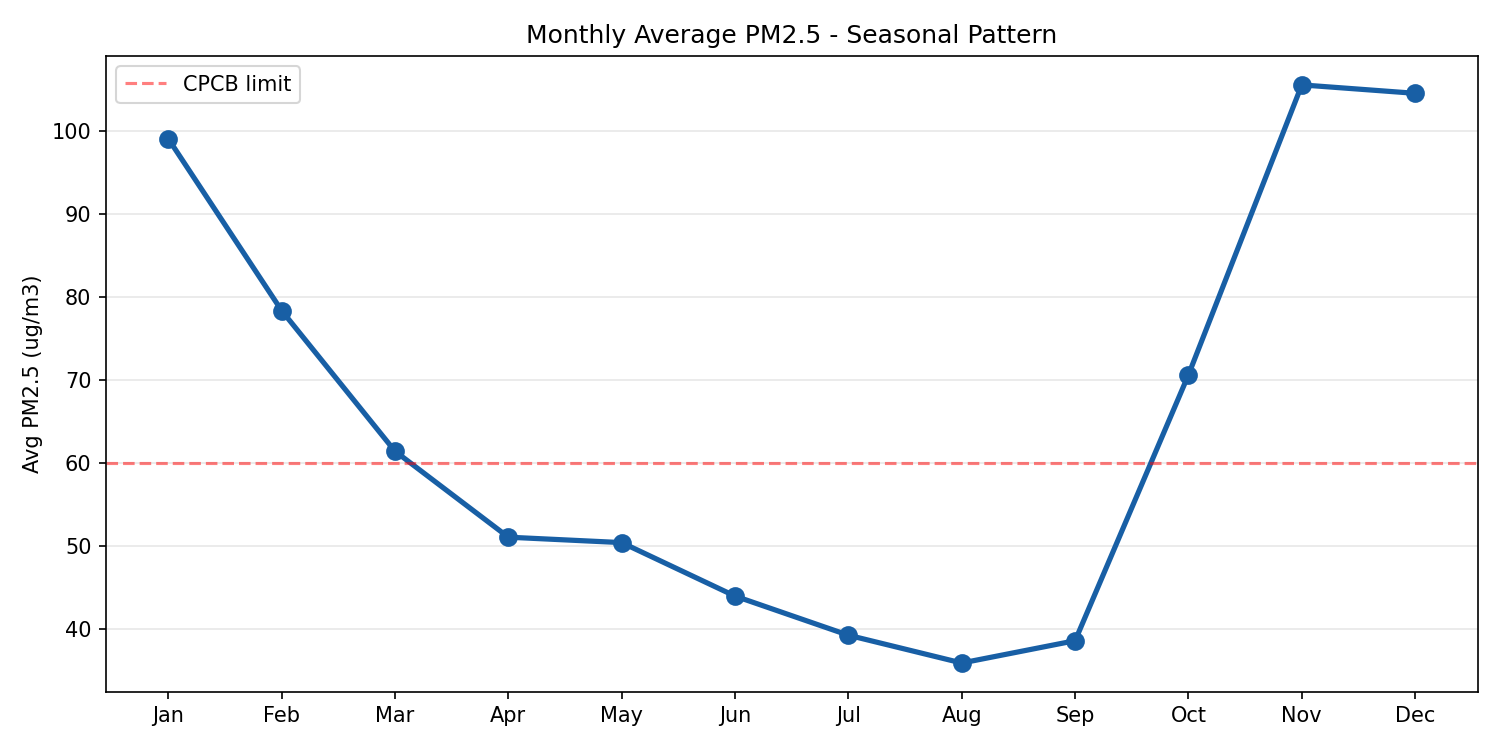 Monthly Average PM2.5 - Seasonal Pattern
CPCB limit
Avg PM2.5 (ug/m3)
100
90
80
70
60
50
40
Jan Feb Mar Apr May Jun Jul Aug Sep Oct Nov Dec